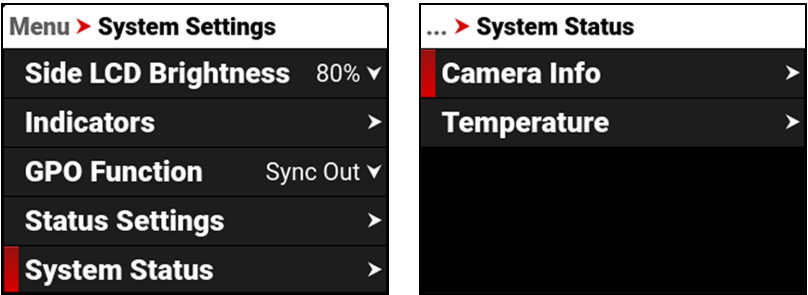 Menu > System Settings
Side LCD Brightness 80%
Indicators
GPO Function Sync Out
Status Settings
System Status
... > System Status
Camera Info
Temperature